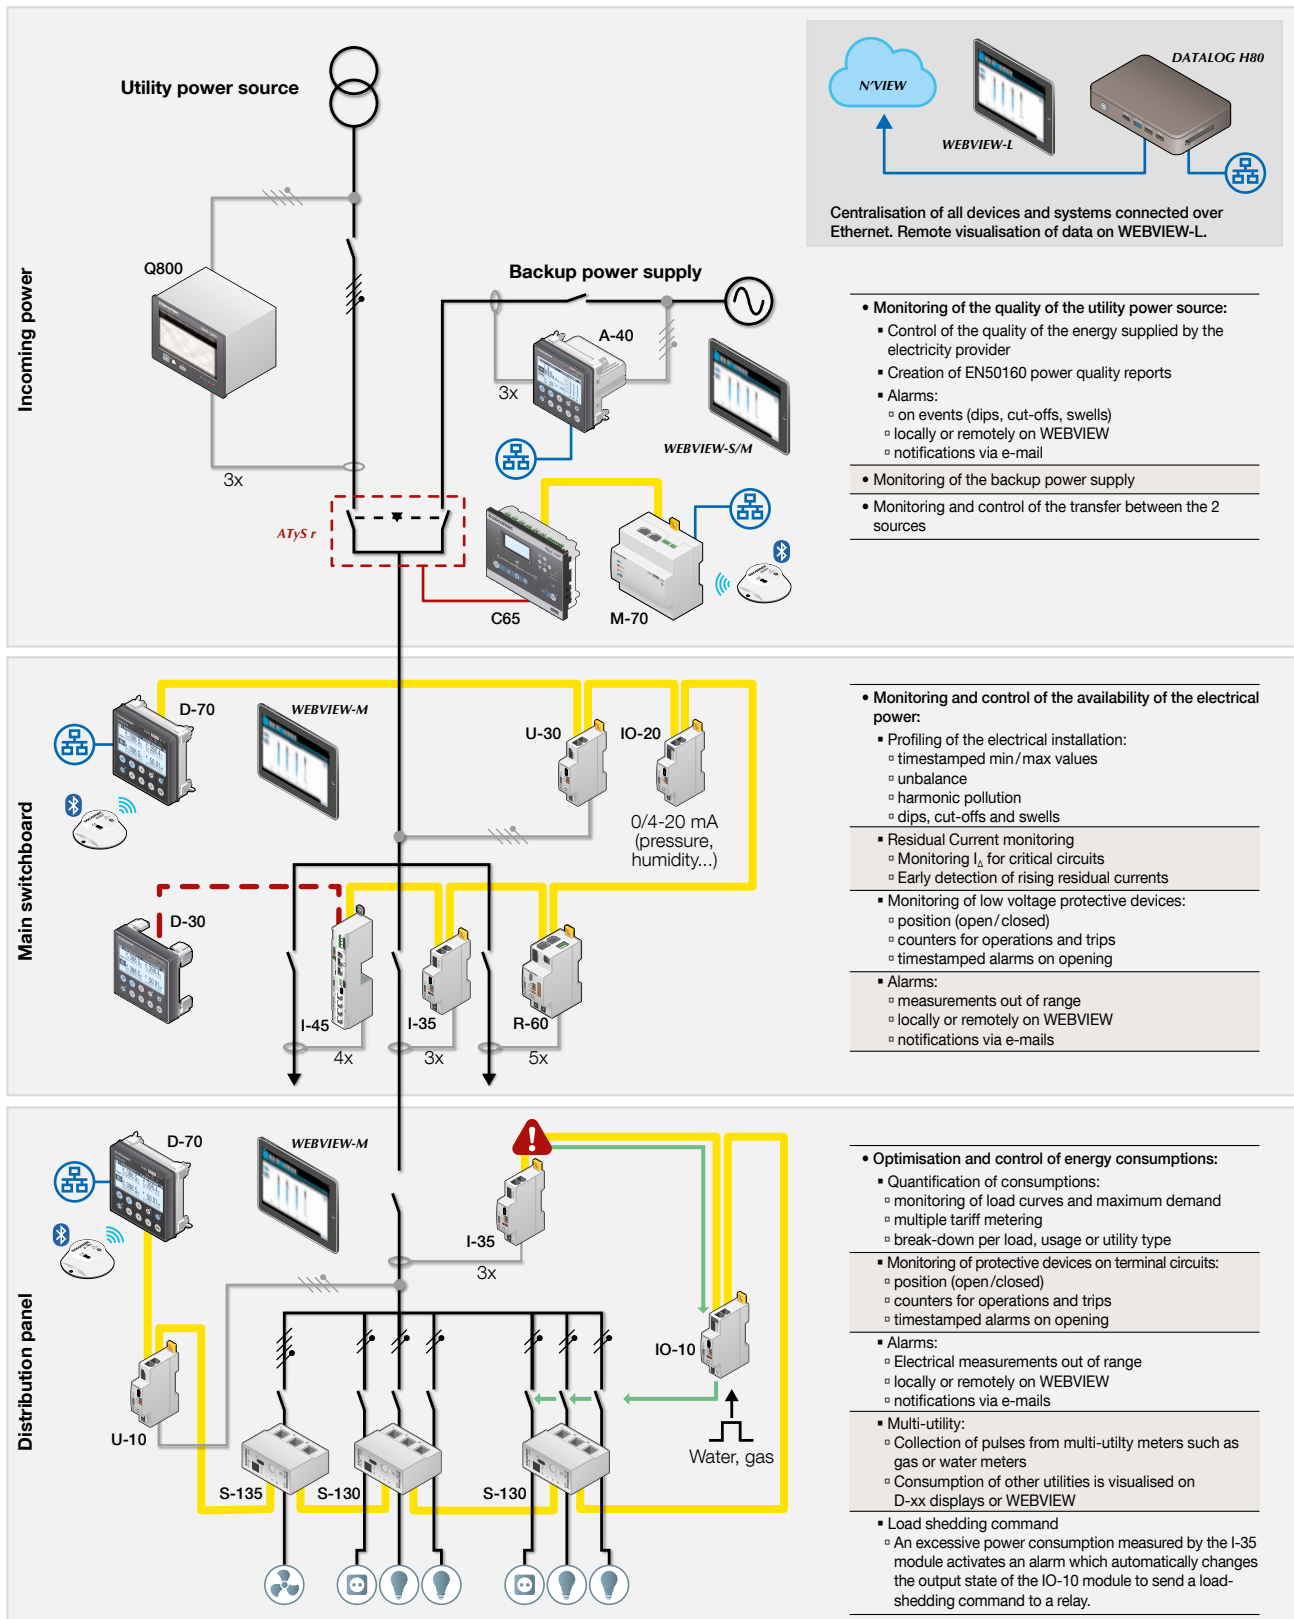 Incoming power
Utility power source
Q800
3x
Backup power supply
A-40
3x
WEBVIEW-S/M
ATyS r
C65
M-70
N'VIEW
WEBVIEW-L
DATALOG H80
Centralisation of all devices and systems connected over
Ethernet. Remote visualisation of data on WEBVIEW-L.
• Monitoring of the quality of the utility power source:
▪ Control of the quality of the energy supplied by the
electricity provider
▪ Creation of EN50160 power quality reports
▪ Alarms:
▫ on events (dips, cut-offs, swells)
▫ locally or remotely on WEBVIEW
▫ notifications via e-mail
• Monitoring of the backup power supply
• Monitoring and control of the transfer between the 2
sources
Main switchboard
D-70
WEBVIEW-M
U-30
IO-20
0/4-20 mA
(pressure,
humidity...)
D-30
I-45
I-35
R-60
4x
3x
5x
• Monitoring and control of the availability of the electrical
power:
▪ Profiling of the electrical installation:
▫ timestamped min/max values
▫ unbalance
▫ harmonic pollution
▫ dips, cut-offs and swells
▪ Residual Current monitoring
▫ Monitoring I∆ for critical circuits
▫ Early detection of rising residual currents
▪ Monitoring of low voltage protective devices:
▫ position (open/closed)
▫ counters for operations and trips
▫ timestamped alarms on opening
▪ Alarms:
▫ measurements out of range
▫ locally or remotely on WEBVIEW
▫ notifications via e-mails
Distribution panel
D-70
WEBVIEW-M
I-35
3x
IO-10
Water, gas
U-10
S-135
S-130
S-130
• Optimisation and control of energy consumptions:
▪ Quantification of consumptions:
▫ monitoring of load curves and maximum demand
▫ multiple tariff metering
▫ break-down per load, usage or utility type
▪ Monitoring of protective devices on terminal circuits:
▫ position (open/closed)
▫ counters for operations and trips
▫ timestamped alarms on opening
▪ Alarms:
▫ Electrical measurements out of range
▫ locally or remotely on WEBVIEW
▫ notifications via e-mails
▪ Multi-utility:
▫ Collection of pulses from multi-utilty meters such as
gas or water meters
▫ Consumption of other utilities is visualised on
D-xx displays or WEBVIEW
▪ Load shedding command
▫ An excessive power consumption measured by the I-35
module activates an alarm which automatically changes
the output state of the IO-10 module to send a load-
shedding command to a relay.